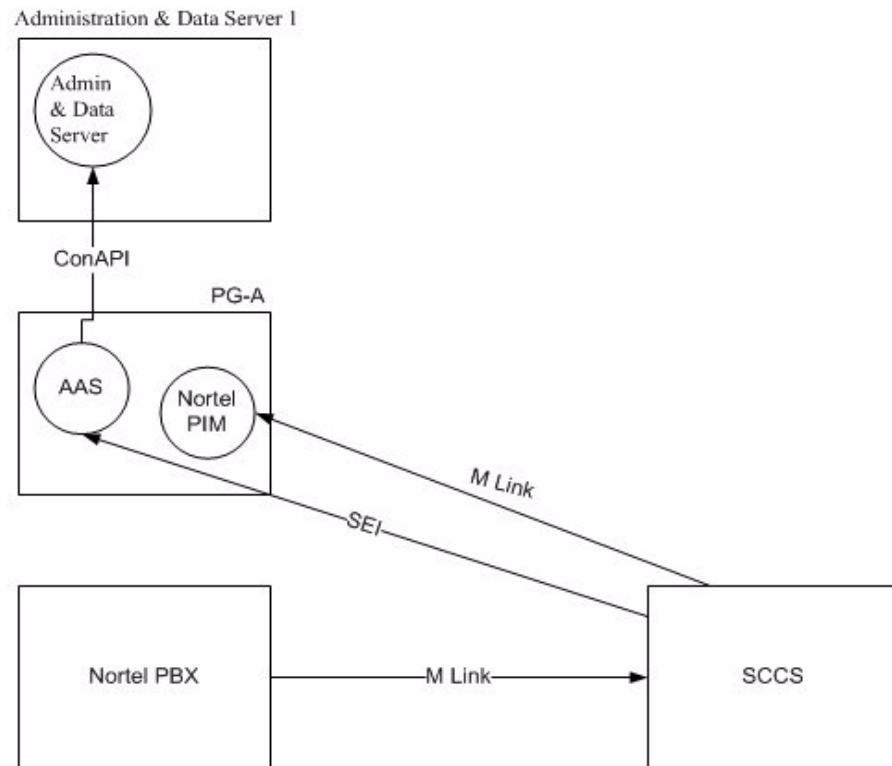 Administration & Data Server 1
Admin
& Data
Server
ConAPI
PG-A
AAS
Nortel
PIM
M Link
SEI
Nortel PBX
M Link
SCCS